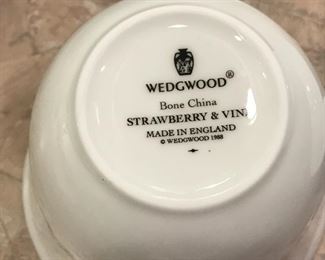 WEDGWOOD®
Bone China
STRAWBERRY & VIN
MADE IN ENGLAND
© WEDGWOOD 1988